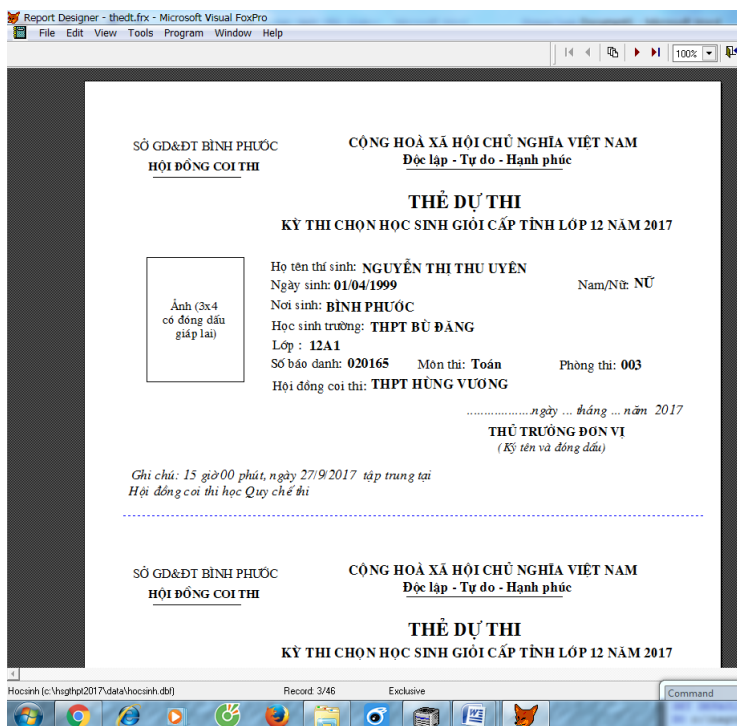 Report Designer - thedt.frx - Microsoft Visual FoxPro
File Edit View Tools Program Window Help
100%
SỞ GD&ĐT BÌNH PHƯỚC
CỘNG HOÀ XÃ HỘI CHỦ NGHĨA VIỆT NAM
HỘI ĐỒNG COI THI
Độc lập - Tự do - Hạnh phúc
THẺ DỰ THI
KỲ THI CHỌN HỌC SINH GIỎI CẤP TỈNH LỚP 12 NĂM 2017
Ảnh (3x4
có đóng dấu
giáp lai)
Họ tên thí sinh: NGUYỄN THỊ THU UYÊN
Ngày sinh: 01/04/1999 Nam/Nữ: NỮ
Nơi sinh: BÌNH PHƯỚC
Học sinh trường: THPT BÙ ĐĂNG
Lớp : 12A1
Số báo danh: 020165 Môn thi: Toán Phòng thi: 003
Hội đồng coi thi: THPT HÙNG VƯƠNG
...................ngày ... tháng ... năm 2017
THỦ TRƯỞNG ĐƠN VỊ
(Ký tên và đóng dấu)
Ghi chú: 15 giờ 00 phút, ngày 27/9/2017 tập trung tại
Hội đồng coi thi học Quy chế thi
SỞ GD&ĐT BÌNH PHƯỚC
CỘNG HOÀ XÃ HỘI CHỦ NGHĨA VIỆT NAM
HỘI ĐỒNG COI THI
Độc lập - Tự do - Hạnh phúc
THẺ DỰ THI
KỲ THI CHỌN HỌC SINH GIỎI CẤP TỈNH LỚP 12 NĂM 2017
Hocsinh (c:\hsgthpt2017\data\hocsinh.dbf) Record: 3/46 Exclusive
Command